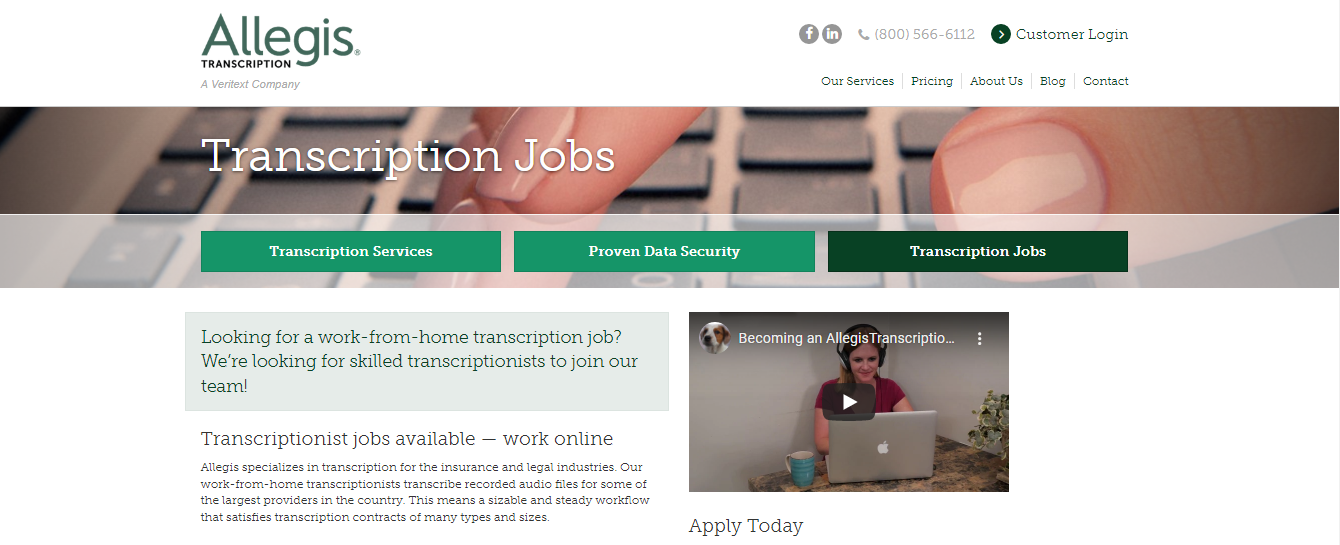 Allegis®
TRANSCRIPTION
A Veritext Company
f in (800) 566-6112 Customer Login
Our Services Pricing About Us Blog Contact
Transcription Jobs
Transcription Services Proven Data Security Transcription Jobs
Looking for a work-from-home transcription job?
We’re looking for skilled transcriptionists to join our
team!
Transcriptionist jobs available — work online
Allegis specializes in transcription for the insurance and legal industries. Our
work-from-home transcriptionists transcribe recorded audio files for some of
the largest providers in the country. This means a sizable and steady workflow
that satisfies transcription contracts of many types and sizes.
Becoming an AllegisTranscriptio…
Apply Today